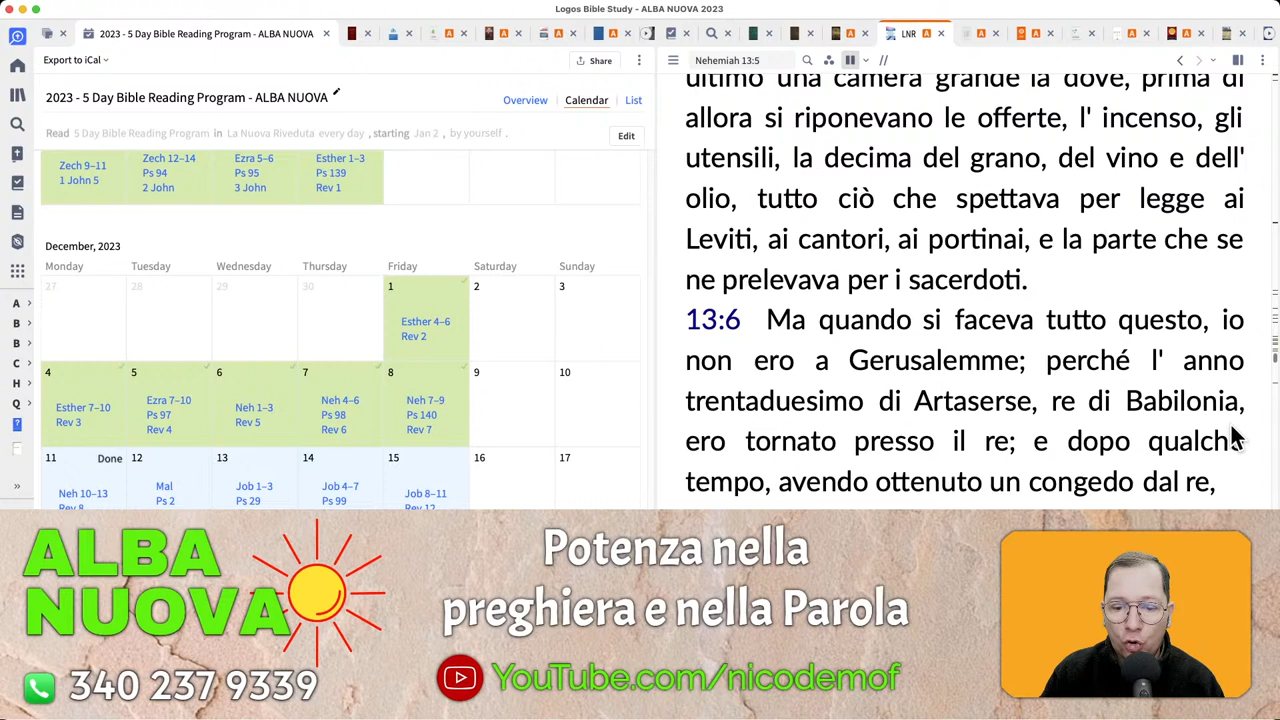 Logos Bible Study - ALBA NUOVA 2023
2023 - 5 Day Bible Reading Program - ALBA NUOVA
LNR
Export to iCal
Share
Nehemiah 13:5
2023 - 5 Day Bible Reading Program - ALBA NUOVA
Overview
Calendar
List
Read 5 Day Bible Reading Program in La Nuova Riveduta every day , starting Jan 2 , by yourself .
Edit
Zech 9–11
1 John 5
Zech 12–14
Ps 94
2 John
Ezra 5–6
Ps 95
3 John
Esther 1–3
Ps 139
Rev 1
December, 2023
Monday Tuesday Wednesday Thursday Friday Saturday Sunday
27 28 29 30 1 2 3
Esther 4–6
Rev 2
4 5 6 7 8 9 10
Esther 7–10
Rev 3
Ezra 7–10
Ps 97
Rev 4
Neh 1–3
Rev 5
Neh 4–6
Ps 98
Rev 6
Neh 7–9
Ps 140
Rev 7
11 Done 12 13 14 15 16 17
Neh 10–13
Rev 8
Mal
Ps 2
Job 1–3
Ps 29
Job 4–7
Ps 99
Job 8–11
Rev 12
A
B
B
C
H
Q
ultimo una camera grande là dove, prima di
allora si riponevano le offerte, l' incenso, gli
utensili, la decima del grano, del vino e dell'
olio, tutto ciò che spettava per legge ai
Leviti, ai cantori, ai portinai, e la parte che se
ne prelevava per i sacerdoti.
13:6 Ma quando si faceva tutto questo, io
non ero a Gerusalemme; perché l' anno
trentaduesimo di Artaserse, re di Babilonia,
ero tornato presso il re; e dopo qualche
tempo, avendo ottenuto un congedo dal re,
ALBA
NUOVA
340 237 9339
Potenza nella
preghiera e nella Parola
YouTube.com/nicodemof